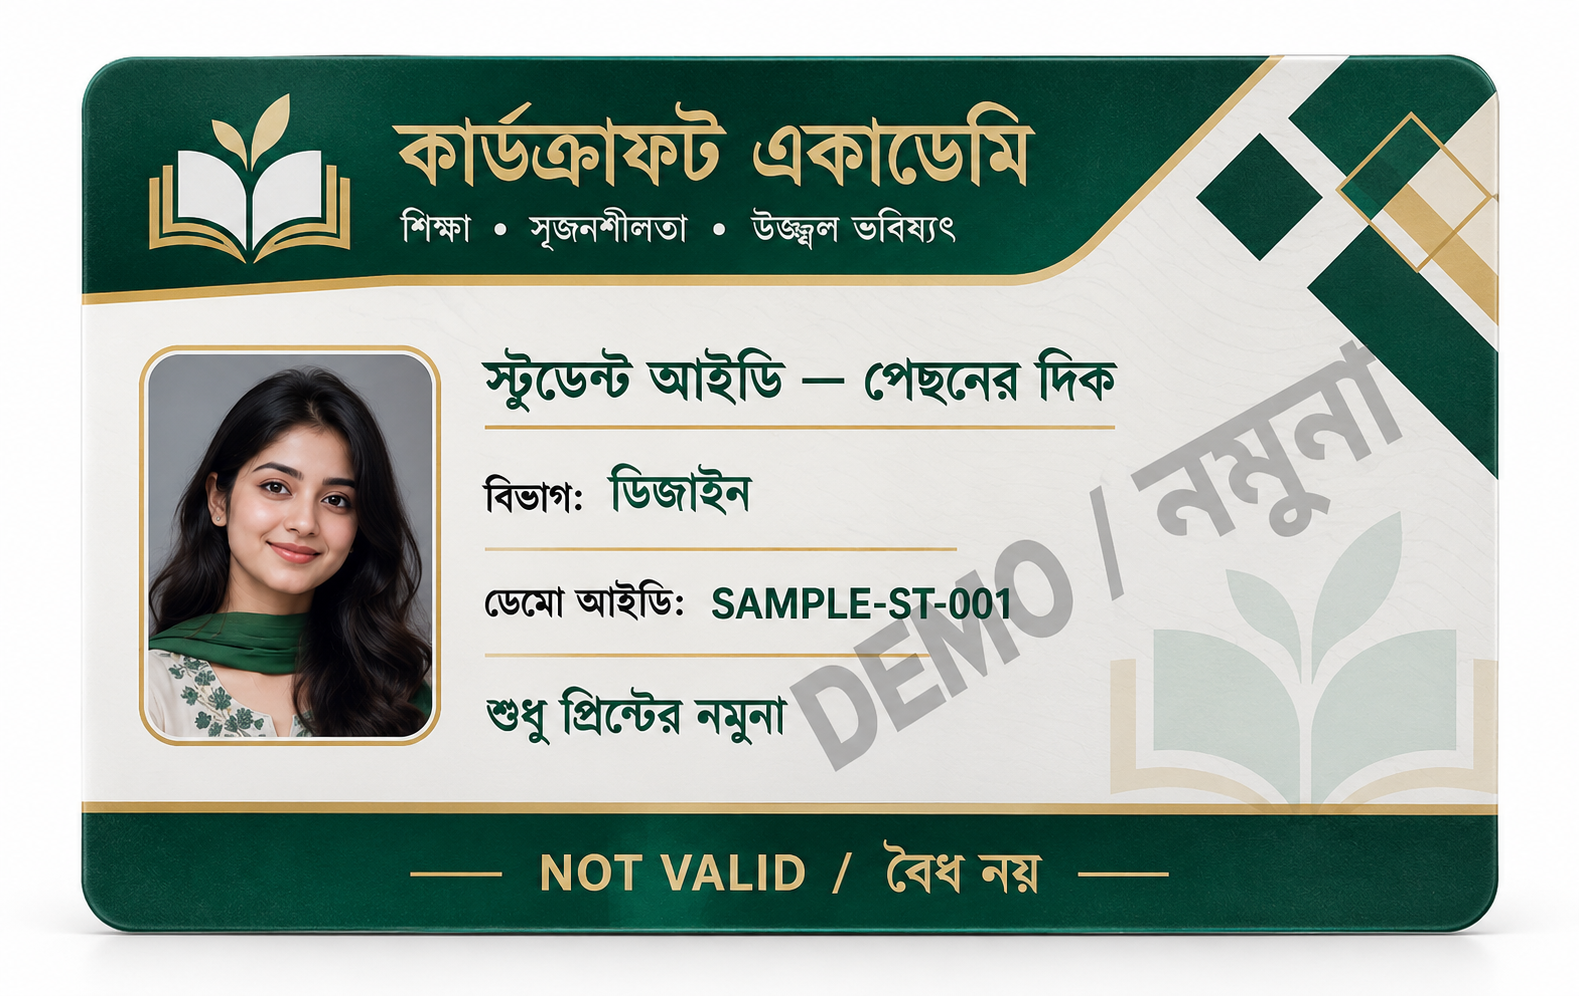 কার্ডক্রাফট একাডেমি
শিক্ষা • সৃজনশীলতা • উজ্জ্বল ভবিষ্যৎ
স্টুডেন্ট আইডি — পেছনের দিক
বিভাগ: ডিজাইন
ডেমো আইডি: SAMPLE-ST-001
শুধু প্রিন্টের নমুনা
DEMO / নমুনা
NOT VALID / বৈধ নয়